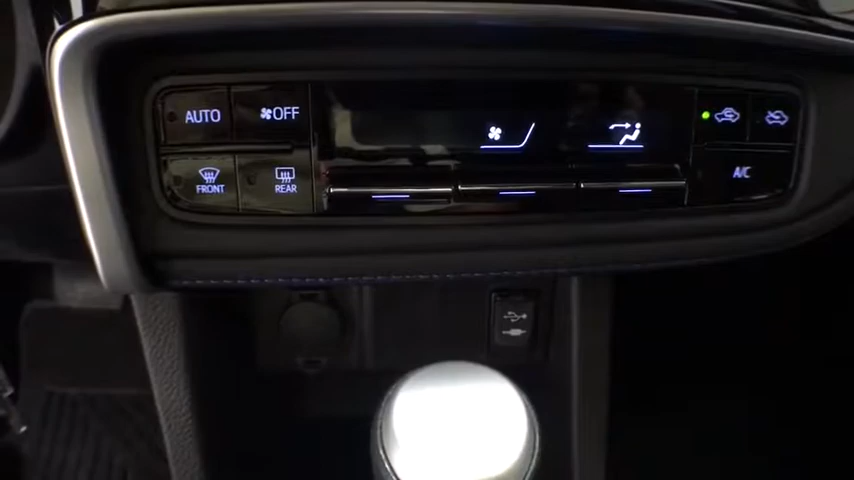 AUTO
OFF
FRONT
REAR
A/C